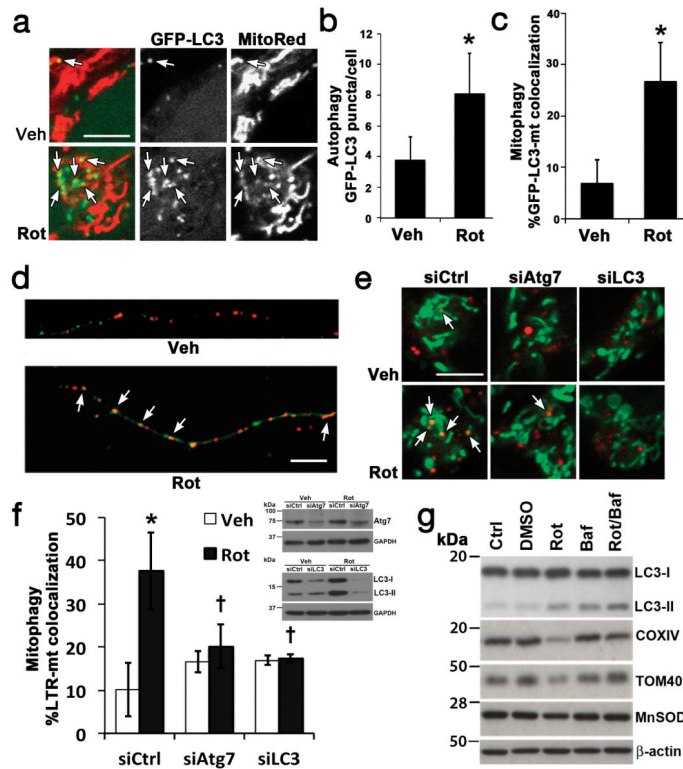 a
GFP-LC3 MitoRed
Veh
Rot
b
Autophagy
GFP-LC3 puncta/cell
12
10
8
6
4
2
0
*
Veh Rot
c
Mitophagy
%GFP-LC3-mt colocalization
40
30
20
10
0
*
Veh Rot
d
Veh
Rot
e
siCtrl siAtg7 siLC3
Veh
Rot
f
Mitophagy
%LTR-mt colocalization
50
40
30
20
10
0
Veh
Rot
*
†
†
siCtrl siAtg7 siLC3
Veh Rot
kDa siCtrl siAtg7 siCtrl siAtg7
100
75
37
Atg7
GAPDH
Veh Rot
kDa siCtrl siLC3 siCtrl siLC3
15
37
LC3-I
LC3-II
GAPDH
g
kDa Ctrl DMSO Rot Baf Rot/Baf
20
LC3-I
LC3-II
20
COXIV
50
TOM40
28
MnSOD
50
β-actin